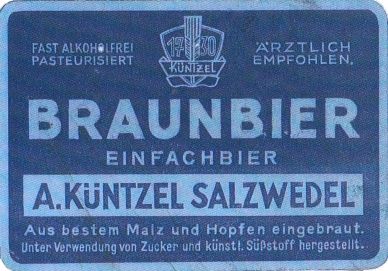 FAST ALKOHOLFREI
PASTEURISIERT
17 30
KÜNTZEL
ÄRZTLICH
EMPFOHLEN.
BRAUNBIER
EINFACHBIER
A.KÜNTZEL SALZWEDEL
Aus bestem Malz und Hopfen eingebraut.
Unter Verwendung von Zucker und künstl. Süßstoff hergestellt.